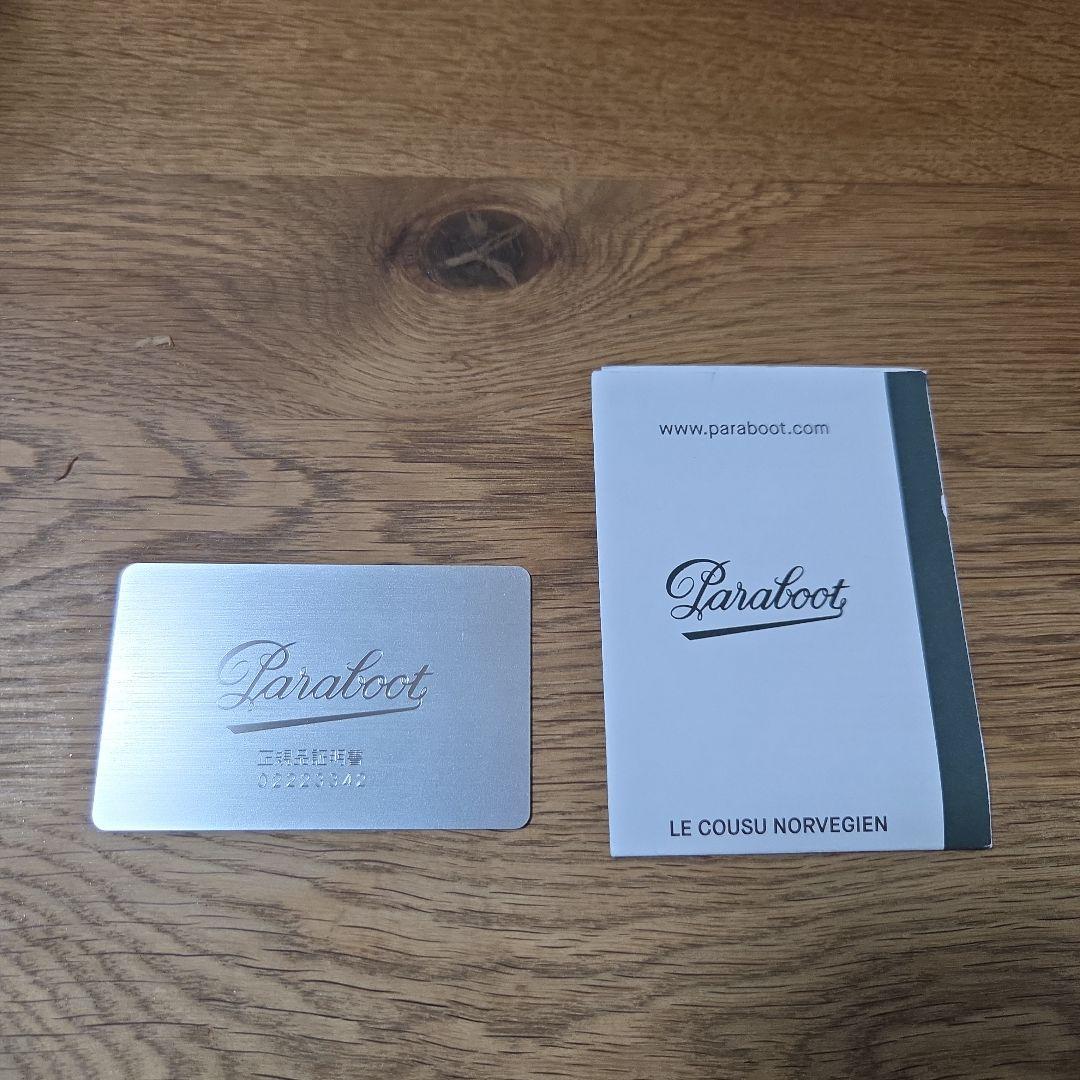 Paraboot
正規品証明書
02223342
www.paraboot.com
Paraboot
LE COUSU NORVEGIEN